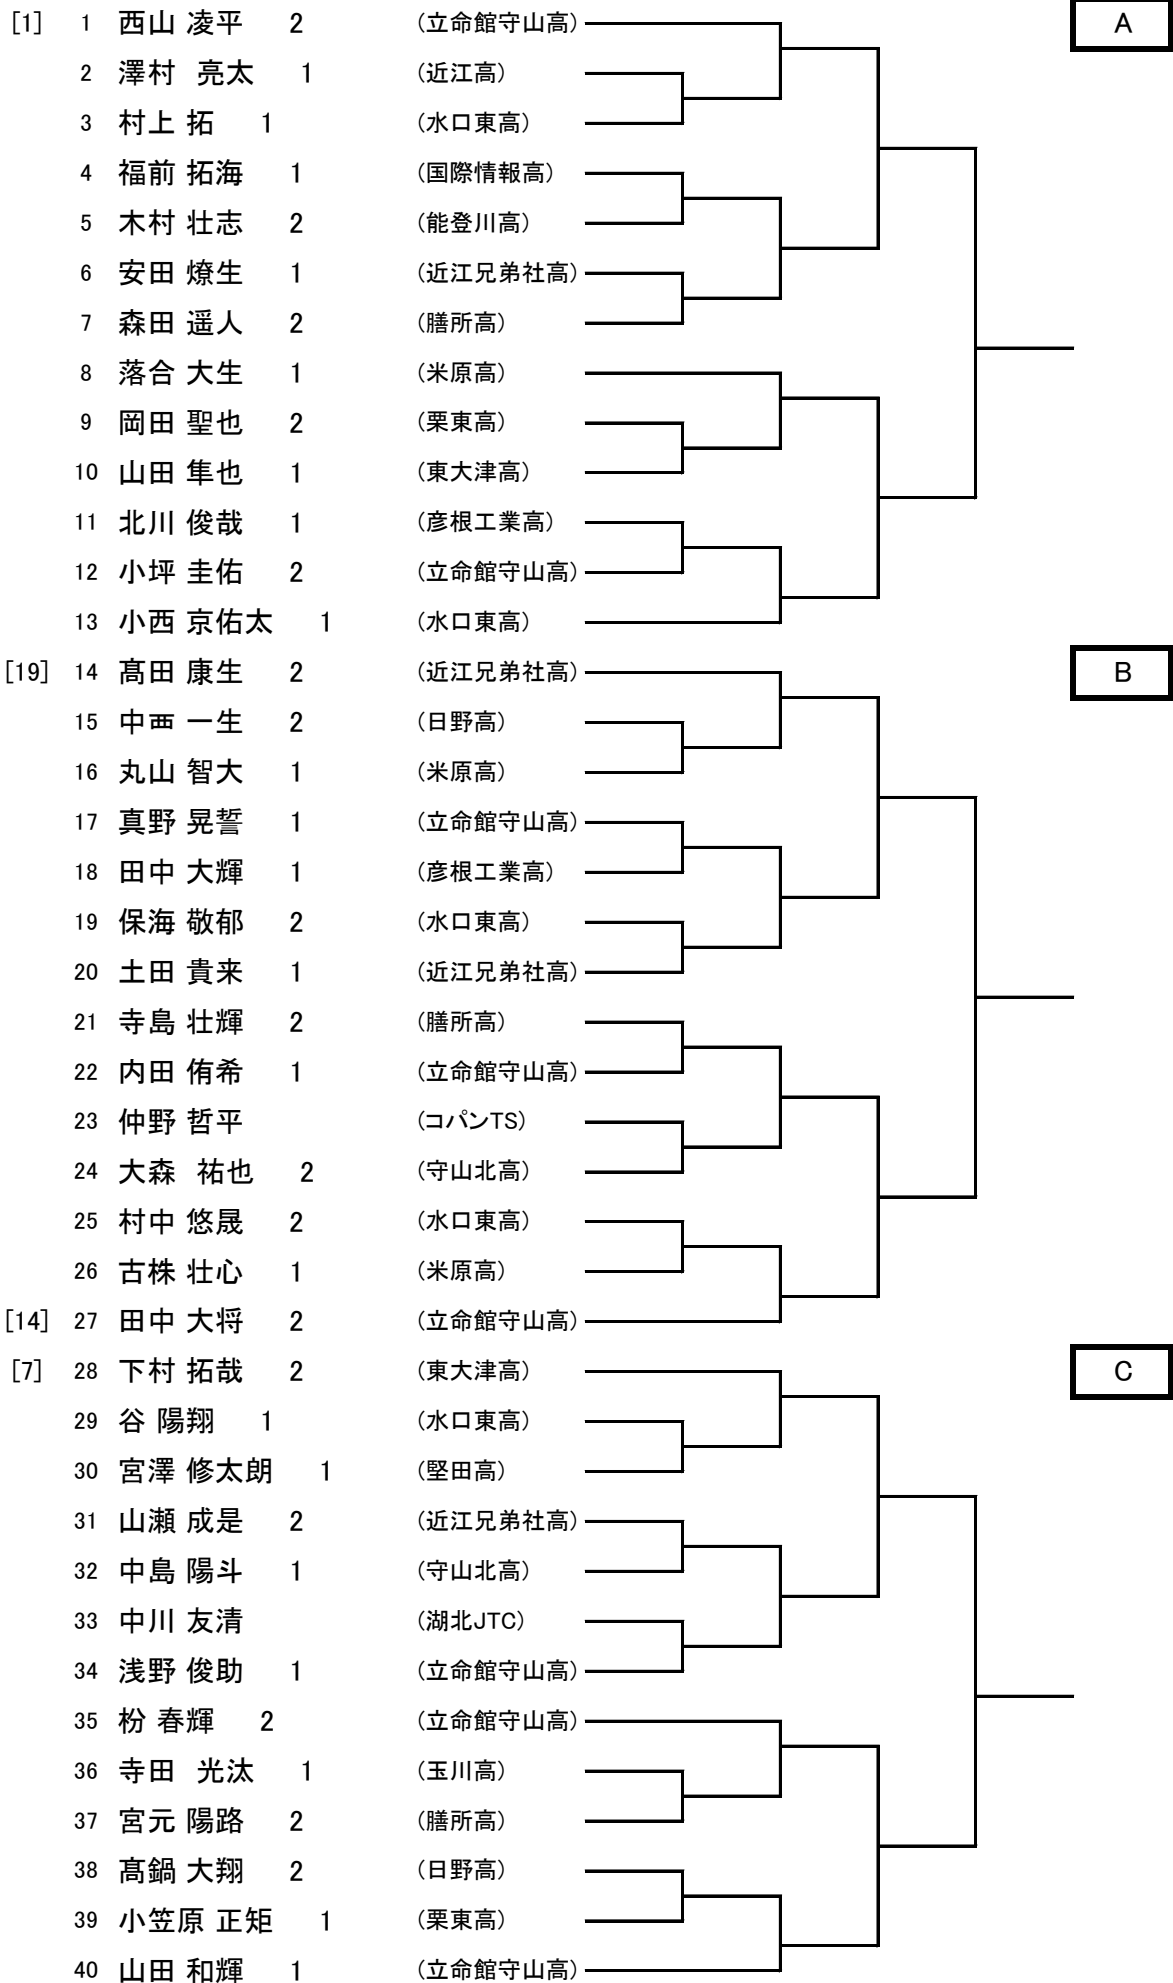 [1] 1 西山 凌平 2 (立命館守山高) A
2 澤村 亮太 1 (近江高)
3 村上 拓 1 (水口東高)
4 福前 拓海 1 (国際情報高)
5 木村 壮志 2 (能登川高)
6 安田 燎生 1 (近江兄弟社高)
7 森田 遥人 2 (膳所高)
8 落合 大生 1 (米原高)
9 岡田 聖也 2 (栗東高)
10 山田 隼也 1 (東大津高)
11 北川 俊哉 1 (彦根工業高)
12 小坪 圭佑 2 (立命館守山高)
13 小西 京佑太 1 (水口東高)
[19] 14 髙田 康生 2 (近江兄弟社高) B
15 中西 一生 2 (日野高)
16 丸山 智大 1 (米原高)
17 真野 晃誓 1 (立命館守山高)
18 田中 大輝 1 (彦根工業高)
19 保海 敬郁 2 (水口東高)
20 土田 貴来 1 (近江兄弟社高)
21 寺島 壮輝 2 (膳所高)
22 内田 侑希 1 (立命館守山高)
23 仲野 哲平 (コパンTS)
24 大森 祐也 2 (守山北高)
25 村中 悠晟 2 (水口東高)
26 古株 壮心 1 (米原高)
[14] 27 田中 大将 2 (立命館守山高)
[7] 28 下村 拓哉 2 (東大津高) C
29 谷 陽翔 1 (水口東高)
30 宮澤 修太朗 1 (堅田高)
31 山瀬 成是 2 (近江兄弟社高)
32 中島 陽斗 1 (守山北高)
33 中川 友清 (湖北JTC)
34 浅野 俊助 1 (立命館守山高)
35 枌 春輝 2 (立命館守山高)
36 寺田 光汰 1 (玉川高)
37 宮元 陽路 2 (膳所高)
38 髙鍋 大翔 2 (日野高)
39 小笠原 正矩 1 (栗東高)
40 山田 和輝 1 (立命館守山高)